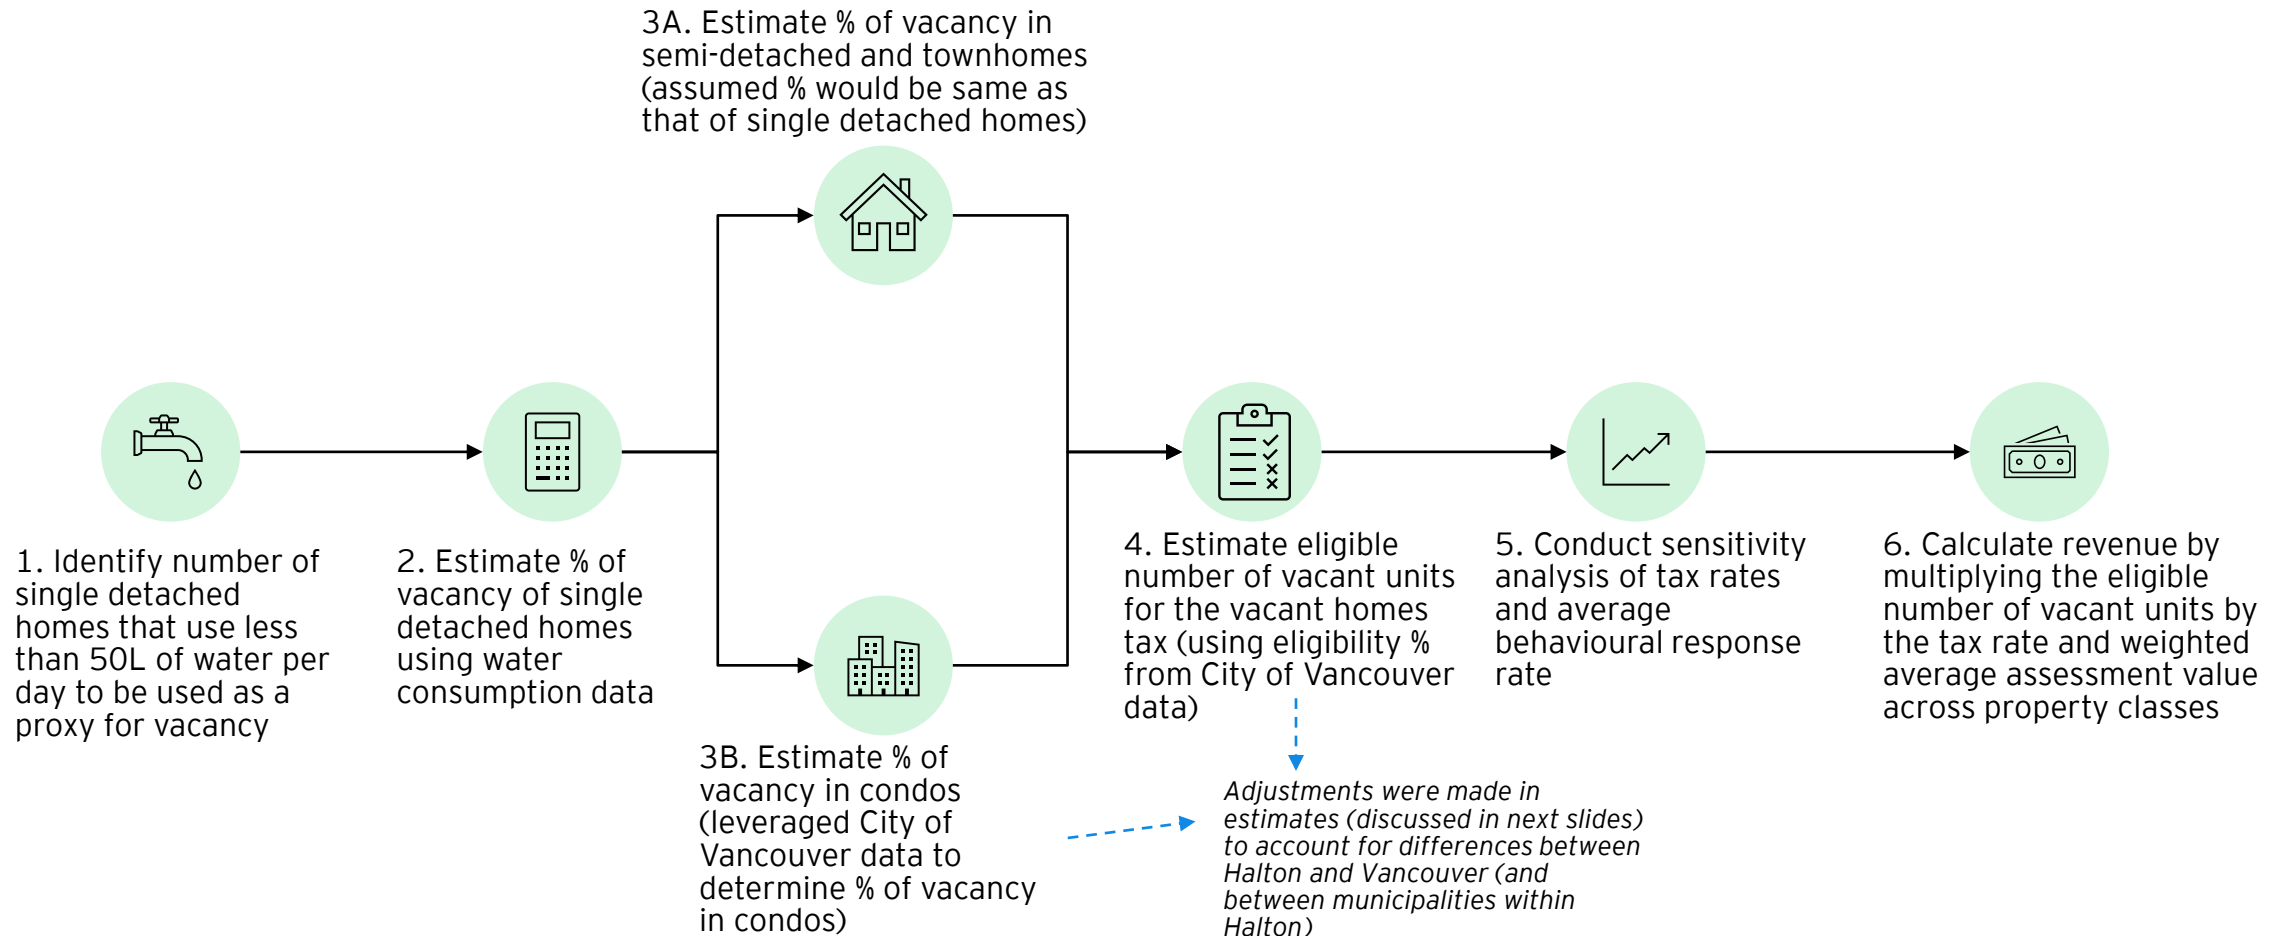 3A. Estimate % of vacancy in
semi-detached and townhomes
(assumed % would be same as
that of single detached homes)
1. Identify number of
single detached
homes that use less
than 50L of water per
day to be used as a
proxy for vacancy
2. Estimate % of
vacancy of single
detached homes
using water
consumption data
3B. Estimate % of
vacancy in condos
(leveraged City of
Vancouver data to
determine % of vacancy
in condos)
4. Estimate eligible
number of vacant units
for the vacant homes
tax (using eligibility %
from City of Vancouver
data)
Adjustments were made in
estimates (discussed in next slides)
to account for differences between
Halton and Vancouver (and
between municipalities within
Halton)
5. Conduct sensitivity
analysis of tax rates
and average
behavioural response
rate
6. Calculate revenue by
multiplying the eligible
number of vacant units by
the tax rate and weighted
average assessment value
across property classes